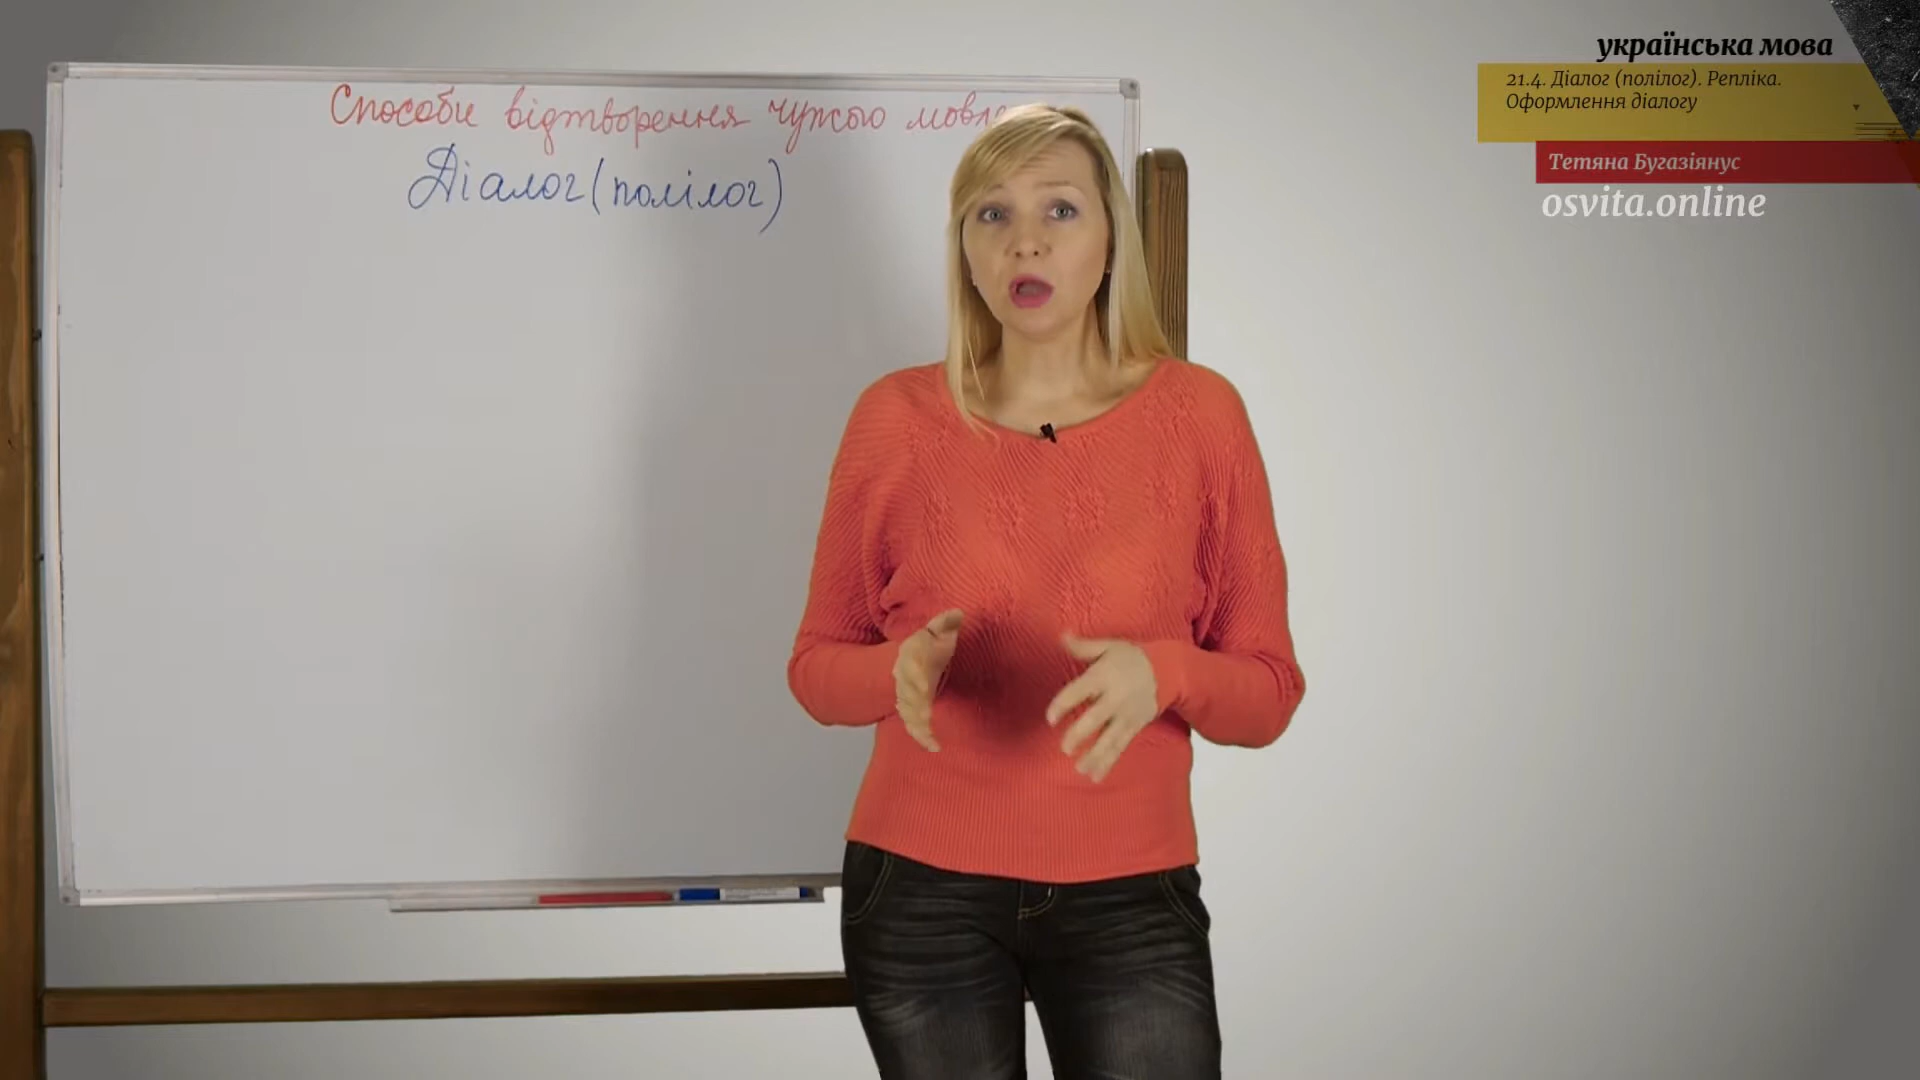 Способи відтворення чужого
Діалог (полілог)
українська мова
21.4. Діалог (полілог). Репліка.
Оформлення діалогу
Тетяна Бугазіянус
osvita.online